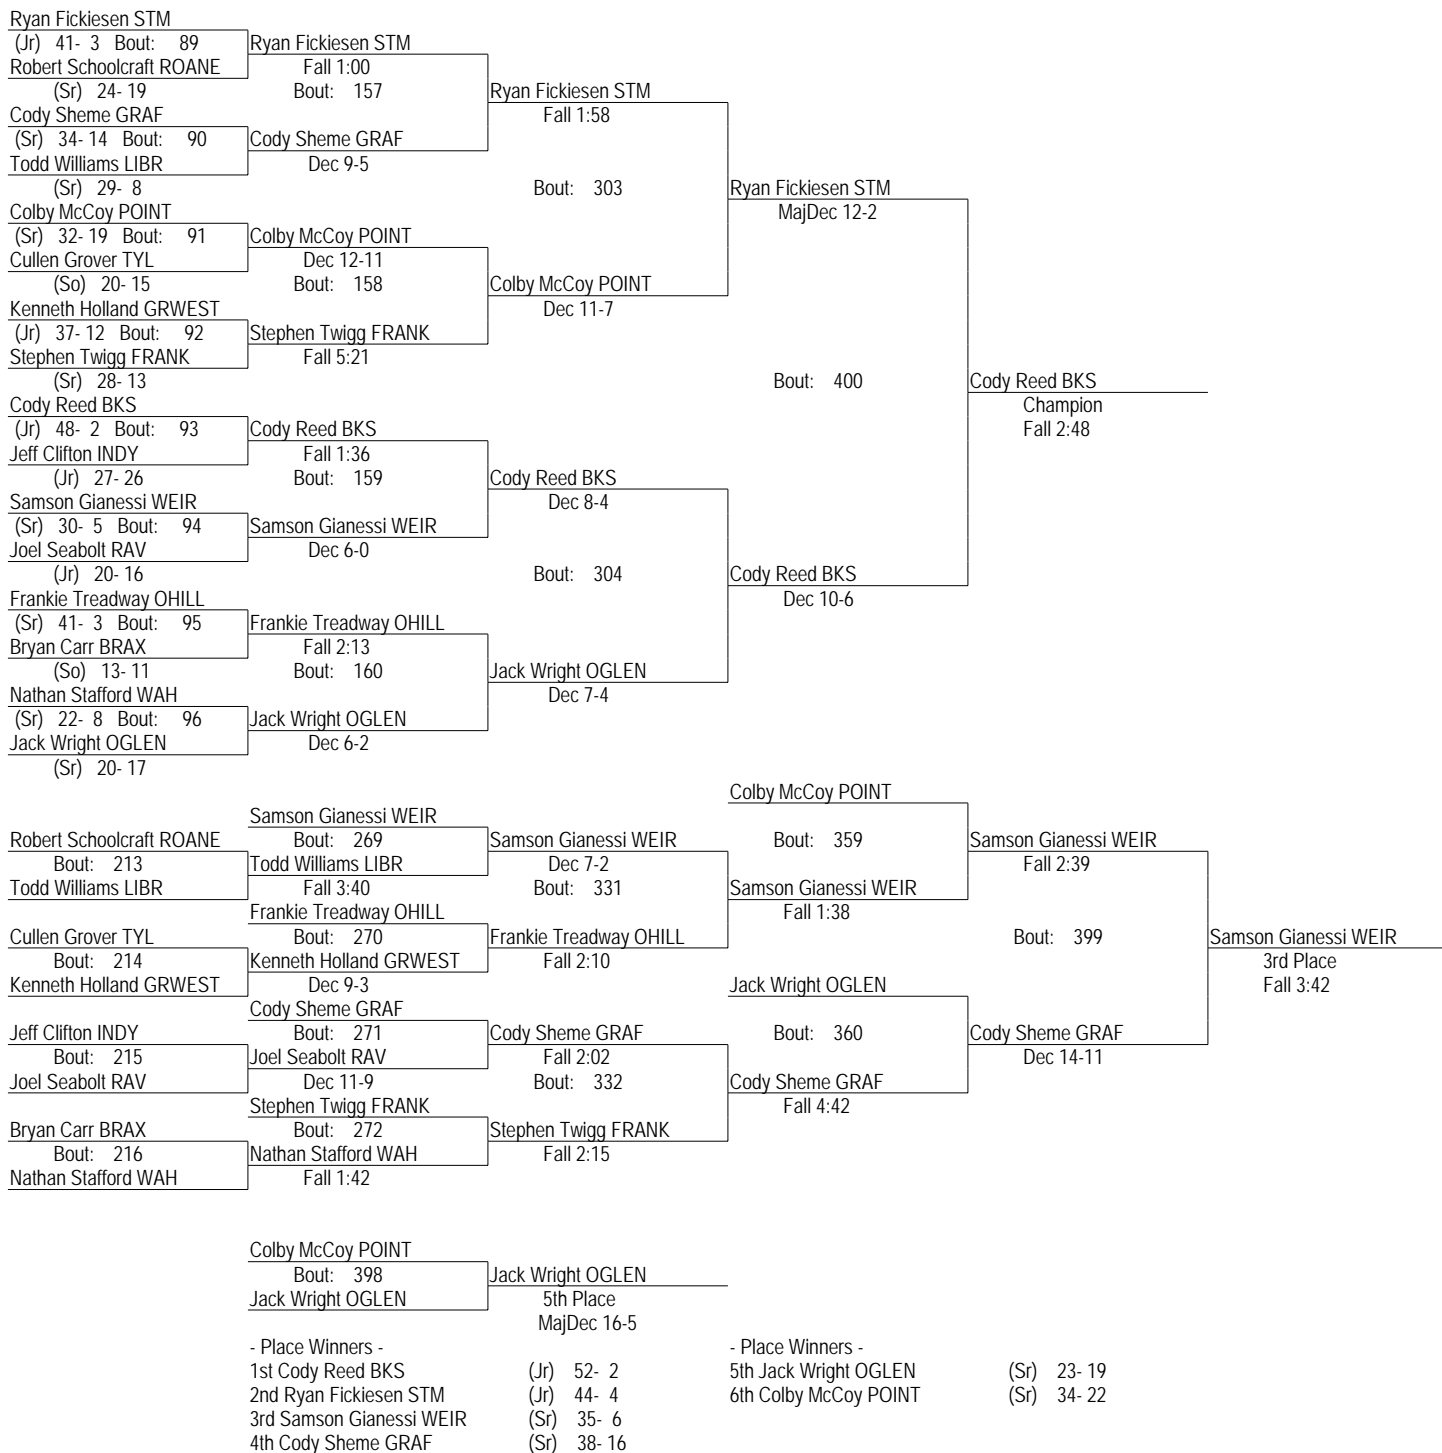 Ryan Fickiesen STM
(Jr) 41- 3 Bout: 89 Ryan Fickiesen STM
Robert Schoolcraft ROANE Fall 1:00
(Sr) 24- 19 Bout: 157 Ryan Fickiesen STM
Cody Sheme GRAF Fall 1:58
(Sr) 34- 14 Bout: 90 Cody Sheme GRAF
Todd Williams LIBR Dec 9-5
(Sr) 29- 8 Bout: 303 Ryan Fickiesen STM
Colby McCoy POINT MajDec 12-2
(Sr) 32- 19 Bout: 91 Colby McCoy POINT
Cullen Grover TYL Dec 12-11
(So) 20- 15 Bout: 158 Colby McCoy POINT
Kenneth Holland GRWEST Dec 11-7
(Jr) 37- 12 Bout: 92 Stephen Twigg FRANK
Stephen Twigg FRANK Fall 5:21
(Sr) 28- 13 Bout: 400 Cody Reed BKS
Cody Reed BKS Champion
(Jr) 48- 2 Bout: 93 Cody Reed BKS Fall 2:48
Jeff Clifton INDY Fall 1:36
(Jr) 27- 26 Bout: 159 Cody Reed BKS
Samson Gianessi WEIR Dec 8-4
(Sr) 30- 5 Bout: 94 Samson Gianessi WEIR
Joel Seabolt RAV Dec 6-0
(Jr) 20- 16 Bout: 304 Cody Reed BKS
Frankie Treadway OHILL Dec 10-6
(Sr) 41- 3 Bout: 95 Frankie Treadway OHILL
Bryan Carr BRAX Fall 2:13
(So) 13- 11 Bout: 160 Jack Wright OGLEN
Nathan Stafford WAH Dec 7-4
(Sr) 22- 8 Bout: 96 Jack Wright OGLEN
Jack Wright OGLEN Dec 6-2
(Sr) 20- 17
Colby McCoy POINT
Samson Gianessi WEIR
Robert Schoolcraft ROANE Bout: 269 Samson Gianessi WEIR Bout: 359 Samson Gianessi WEIR
Bout: 213 Todd Williams LIBR Dec 7-2 Fall 2:39
Todd Williams LIBR Fall 3:40 Bout: 331 Samson Gianessi WEIR
Frankie Treadway OHILL Fall 1:38
Cullen Grover TYL Bout: 270 Frankie Treadway OHILL Bout: 399 Samson Gianessi WEIR
Bout: 214 Kenneth Holland GRWEST Fall 2:10 3rd Place
Kenneth Holland GRWEST Dec 9-3 Jack Wright OGLEN Fall 3:42
Cody Sheme GRAF
Jeff Clifton INDY Bout: 271 Cody Sheme GRAF Bout: 360 Cody Sheme GRAF
Bout: 215 Joel Seabolt RAV Fall 2:02 Dec 14-11
Joel Seabolt RAV Dec 11-9 Bout: 332 Cody Sheme GRAF
Stephen Twigg FRANK Fall 4:42
Bryan Carr BRAX Bout: 272 Stephen Twigg FRANK
Bout: 216 Nathan Stafford WAH Fall 2:15
Nathan Stafford WAH Fall 1:42
Colby McCoy POINT
Bout: 398 Jack Wright OGLEN
Jack Wright OGLEN 5th Place
MajDec 16-5
- Place Winners - - Place Winners -
1st Cody Reed BKS (Jr) 52- 2 5th Jack Wright OGLEN (Sr) 23- 19
2nd Ryan Fickiesen STM (Jr) 44- 4 6th Colby McCoy POINT (Sr) 34- 22
3rd Samson Gianessi WEIR (Sr) 35- 6
4th Cody Sheme GRAF (Sr) 38- 16